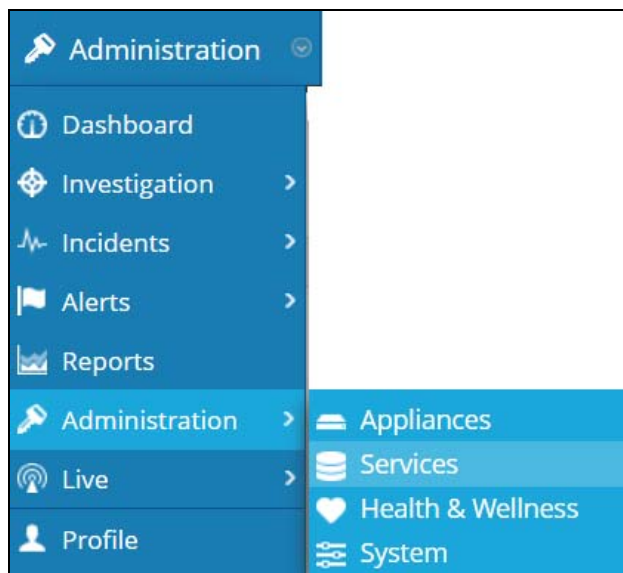 Administration
Dashboard
Investigation
Incidents
Alerts
Reports
Administration
Appliances
Services
Live
Health & Wellness
Profile
System